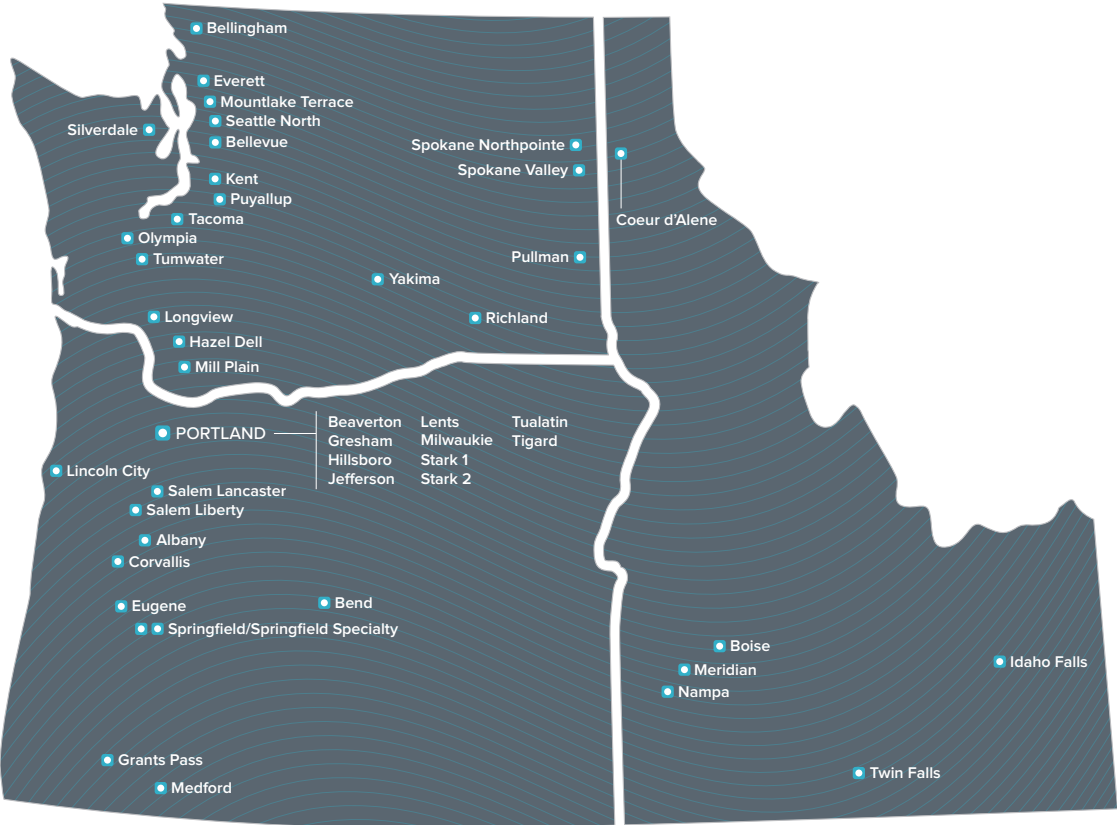 Bellingham
Everett
Mountlake Terrace
Seattle North
Silverdale
Bellevue
Spokane Northpointe
Spokane Valley
Kent
Puyallup
Tacoma
Coeur d’Alene
Olympia
Tumwater
Pullman
Yakima
Longview
Richland
Hazel Dell
Mill Plain
PORTLAND
Beaverton
Gresham
Hillsboro
Jefferson
Lents
Milwaukie
Stark 1
Stark 2
Tualatin
Tigard
Lincoln City
Salem Lancaster
Salem Liberty
Albany
Corvallis
Eugene
Bend
Springfield/Springfield Specialty
Boise
Meridian
Nampa
Idaho Falls
Grants Pass
Medford
Twin Falls